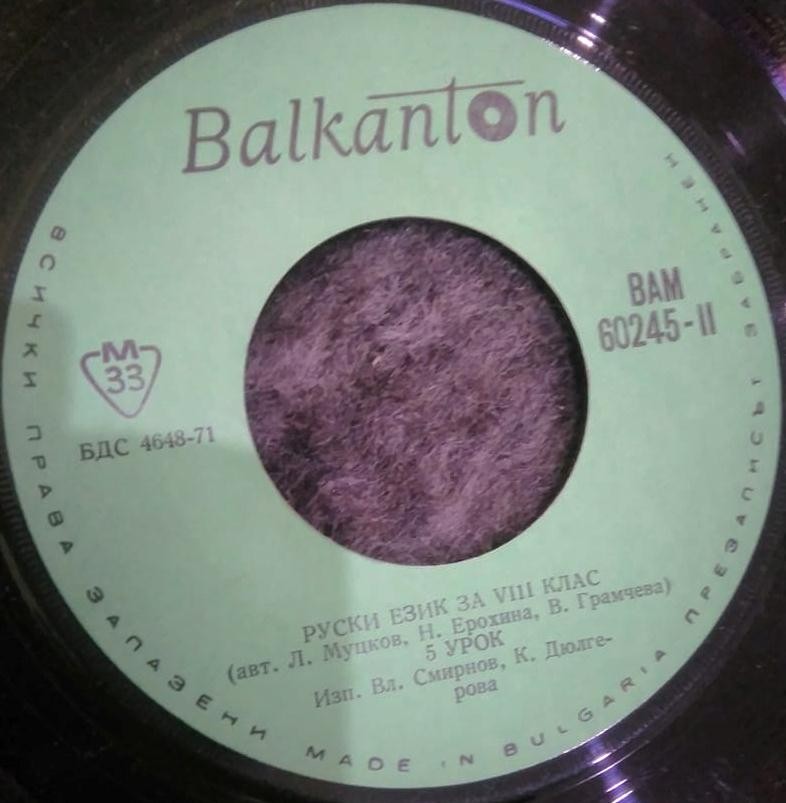 Balkanton
ВАМ
60245-II
М
33
БДС 4648-71
РУСКИ ЕЗИК ЗА VIII КЛАС
(авт. Л. Муцков, Н. Ерохина, В. Грамчева)
5 УРОК
Изп. Вл. Смирнов, К. Дюлге-
рова
ВСИЧКИ ПРАВА ЗАПАЗЕНИ MADE IN BULGARIA ПРЕЗАПИСЪТ ЗАБРАНЕН